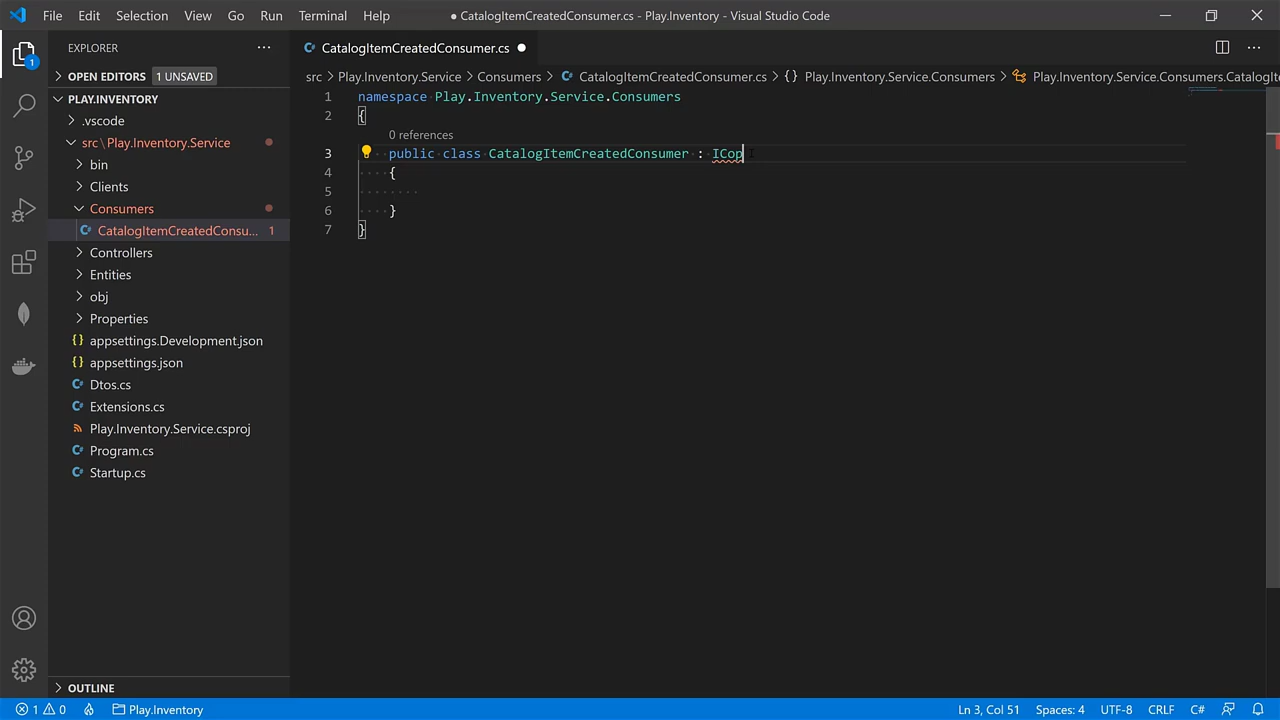 File Edit Selection View Go Run Terminal Help
● CatalogItemCreatedConsumer.cs - Play.Inventory - Visual Studio Code
EXPLORER
OPEN EDITORS 1 UNSAVED
PLAY.INVENTORY
.vscode
src\Play.Inventory.Service
bin
Clients
Consumers
CatalogItemCreatedConsu... 1
Controllers
Entities
obj
Properties
{} appsettings.Development.json
{} appsettings.json
C# Dtos.cs
C# Extensions.cs
Play.Inventory.Service.csproj
C# Program.cs
C# Startup.cs
OUTLINE
1
C# CatalogItemCreatedConsumer.cs ●
src > Play.Inventory.Service > Consumers > C# CatalogItemCreatedConsumer.cs > {} Play.Inventory.Service.Consumers > Play.Inventory.Service.Consumers.CatalogIt
1 namespace Play.Inventory.Service.Consumers
2 {
0 references
3 public class CatalogItemCreatedConsumer : ICop
4 {
5
6 }
7 }
1 0 Play.Inventory Ln 3, Col 51 Spaces: 4 UTF-8 CRLF C#